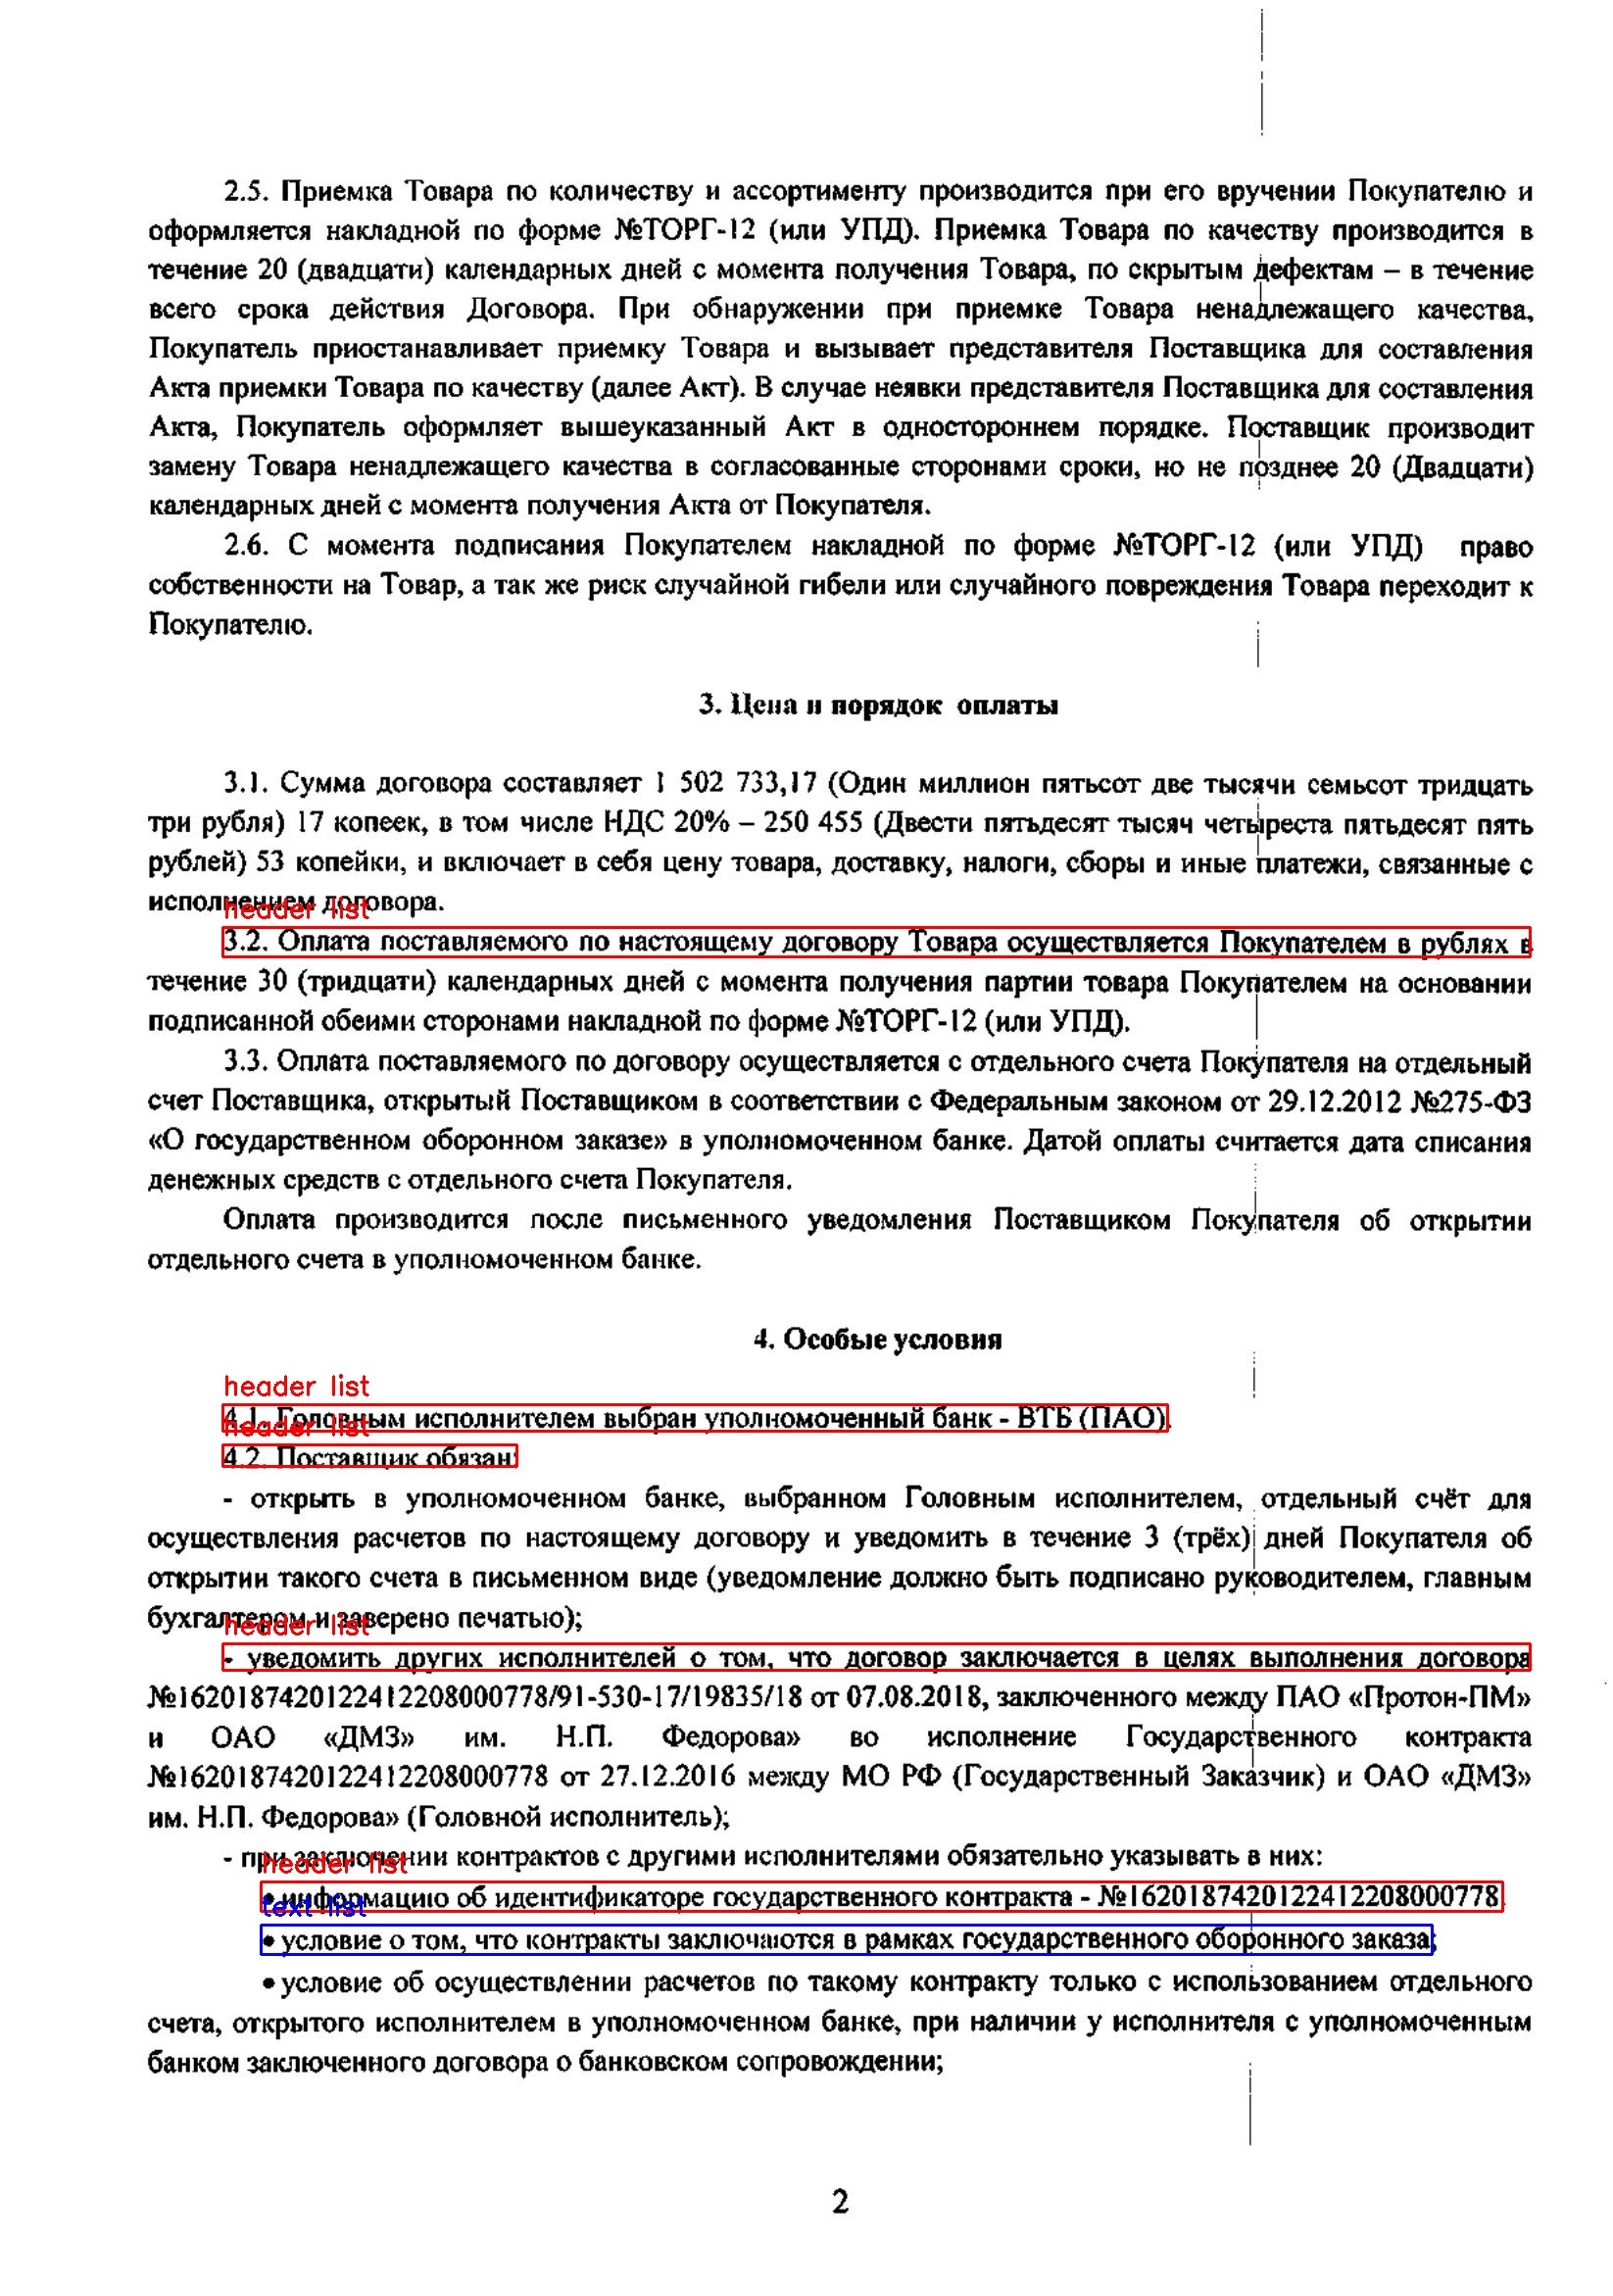 2.5. Приемка Товара по количеству и ассортименту производится при его вручении Покупателю и
оформляется накладной по форме №ТОРГ-12 (или УПД). Приемка Товара по качеству производится в
течение 20 (двадцати) календарных дней с момента получения Товара, по скрытым дефектам – в течение
всего срока действия Договора. При обнаружении при приемке Товара ненадлежащего качества,
Покупатель приостанавливает приемку Товара и вызывает представителя Поставщика для составления
Акта приемки Товара по качеству (далее Акт). В случае неявки представителя Поставщика для составления
Акта, Покупатель оформляет вышеуказанный Акт в одностороннем порядке. Поставщик производит
замену Товара ненадлежащего качества в согласованные сторонами сроки, но не позднее 20 (Двадцати)
календарных дней с момента получения Акта от Покупателя.
2.6. С момента подписания Покупателем накладной по форме №ТОРГ-12 (или УПД) право
собственности на Товар, а так же риск случайной гибели или случайного повреждения Товара переходит к
Покупателю.
3. Цена и порядок оплаты
3.1. Сумма договора составляет 1 502 733,17 (Один миллион пятьсот две тысячи семьсот тридцать
три рубля) 17 копеек, в том числе НДС 20% – 250 455 (Двести пятьдесят тысяч четыреста пятьдесят пять
рублей) 53 копейки, и включает в себя цену товара, доставку, налоги, сборы и иные платежи, связанные с
исполнением договора.
header list
3.2. Оплата поставляемого по настоящему договору Товара осуществляется Покупателем в рублях в
течение 30 (тридцати) календарных дней с момента получения партии товара Покупателем на основании
подписанной обеими сторонами накладной по форме №ТОРГ-12 (или УПД).
3.3. Оплата поставляемого по договору осуществляется с отдельного счета Покупателя на отдельный
счет Поставщика, открытый Поставщиком в соответствии с Федеральным законом от 29.12.2012 №275-ФЗ
«О государственном оборонном заказе» в уполномоченном банке. Датой оплаты считается дата списания
денежных средств с отдельного счета Покупателя.
Оплата производится после письменного уведомления Поставщиком Покупателя об открытии
отдельного счета в уполномоченном банке.
4. Особые условия
header list
4.1. Головным исполнителем выбран уполномоченный банк - ВТБ (ПАО).
header list
4.2. Поставщик обязан:
- открыть в уполномоченном банке, выбранном Головным исполнителем, отдельный счёт для
осуществления расчетов по настоящему договору и уведомить в течение 3 (трёх) дней Покупателя об
открытии такого счета в письменном виде (уведомление должно быть подписано руководителем, главным
бухгалтером и заверено печатью);
header list
- уведомить других исполнителей о том, что договор заключается в целях выполнения договора
№1620187420122412208000778/91-530-17/19835/18 от 07.08.2018, заключенного между ПАО «Протон-ПМ»
и ОАО «ДМЗ» им. Н.П. Федорова» во исполнение Государственного контракта
№1620187420122412208000778 от 27.12.2016 между МО РФ (Государственный Заказчик) и ОАО «ДМЗ»
им. Н.П. Федорова» (Головной исполнитель);
- при заключении контрактов с другими исполнителями обязательно указывать в них:
header list
• информацию об идентификаторе государственного контракта - №1620187420122412208000778
text list
• условие о том, что контракты заключаются в рамках государственного оборонного заказа;
• условие об осуществлении расчетов по такому контракту только с использованием отдельного
счета, открытого исполнителем в уполномоченном банке, при наличии у исполнителя с уполномоченным
банком заключенного договора о банковском сопровождении;
2